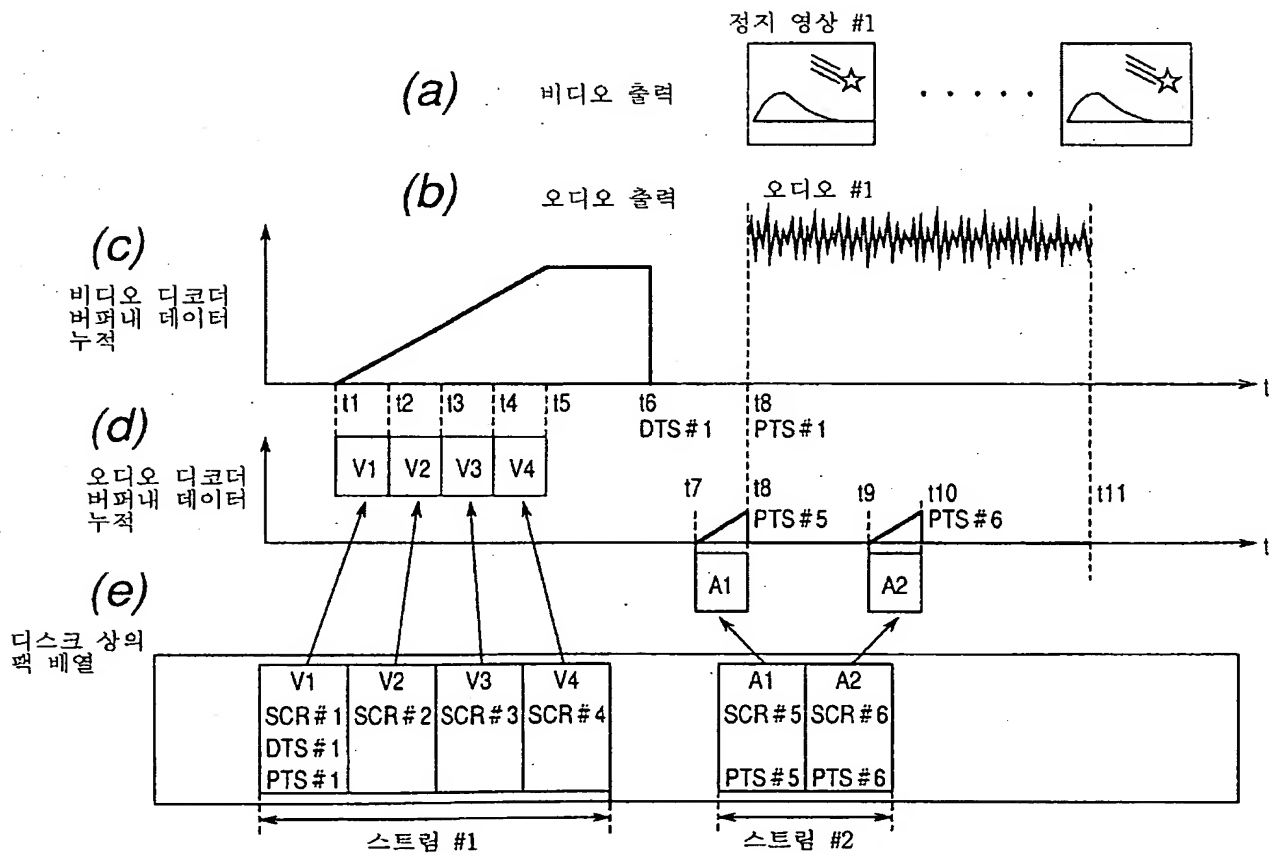 정지 영상 #1
(a) 비디오 출력
(b) 오디오 출력
오디오 #1
(c)
비디오 디코더
버퍼내 데이터
누적
t
t1 t2 t3 t4 t5 t6 t8
DTS#1 PTS#1
(d)
오디오 디코더
버퍼내 데이터
누적
V1 V2 V3 V4
t7 t8 t9 t10 t11
PTS#5 PTS#6
t
A1 A2
(e)
디스크 상의
팩 배열
V1 V2 V3 V4 A1 A2
SCR#1 SCR#2 SCR#3 SCR#4 SCR#5 SCR#6
DTS#1
PTS#1 PTS#5 PTS#6
스트림 #1 스트림 #2